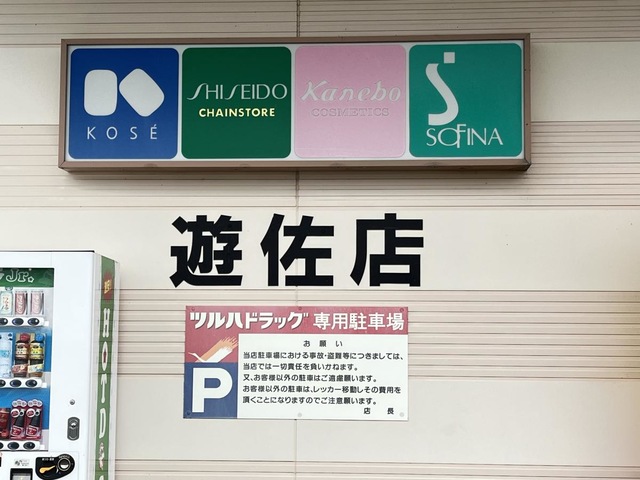 KOSÉ
SHISEIDO
CHAINSTORE
Kanebo
COSMETICS
SOFINA
遊佐店
ツルハドラッグ 専用駐車場
お願い
当店駐車場における事故・盗難等につきましては、
当店では一切責任を負いかねます。
又、お客様以外の駐車はご遠慮願います。
お客様以外の駐車は、レッカー移動しその費用を
頂くことになりますのでご注意願います。
店長
P
Jr.
HOT